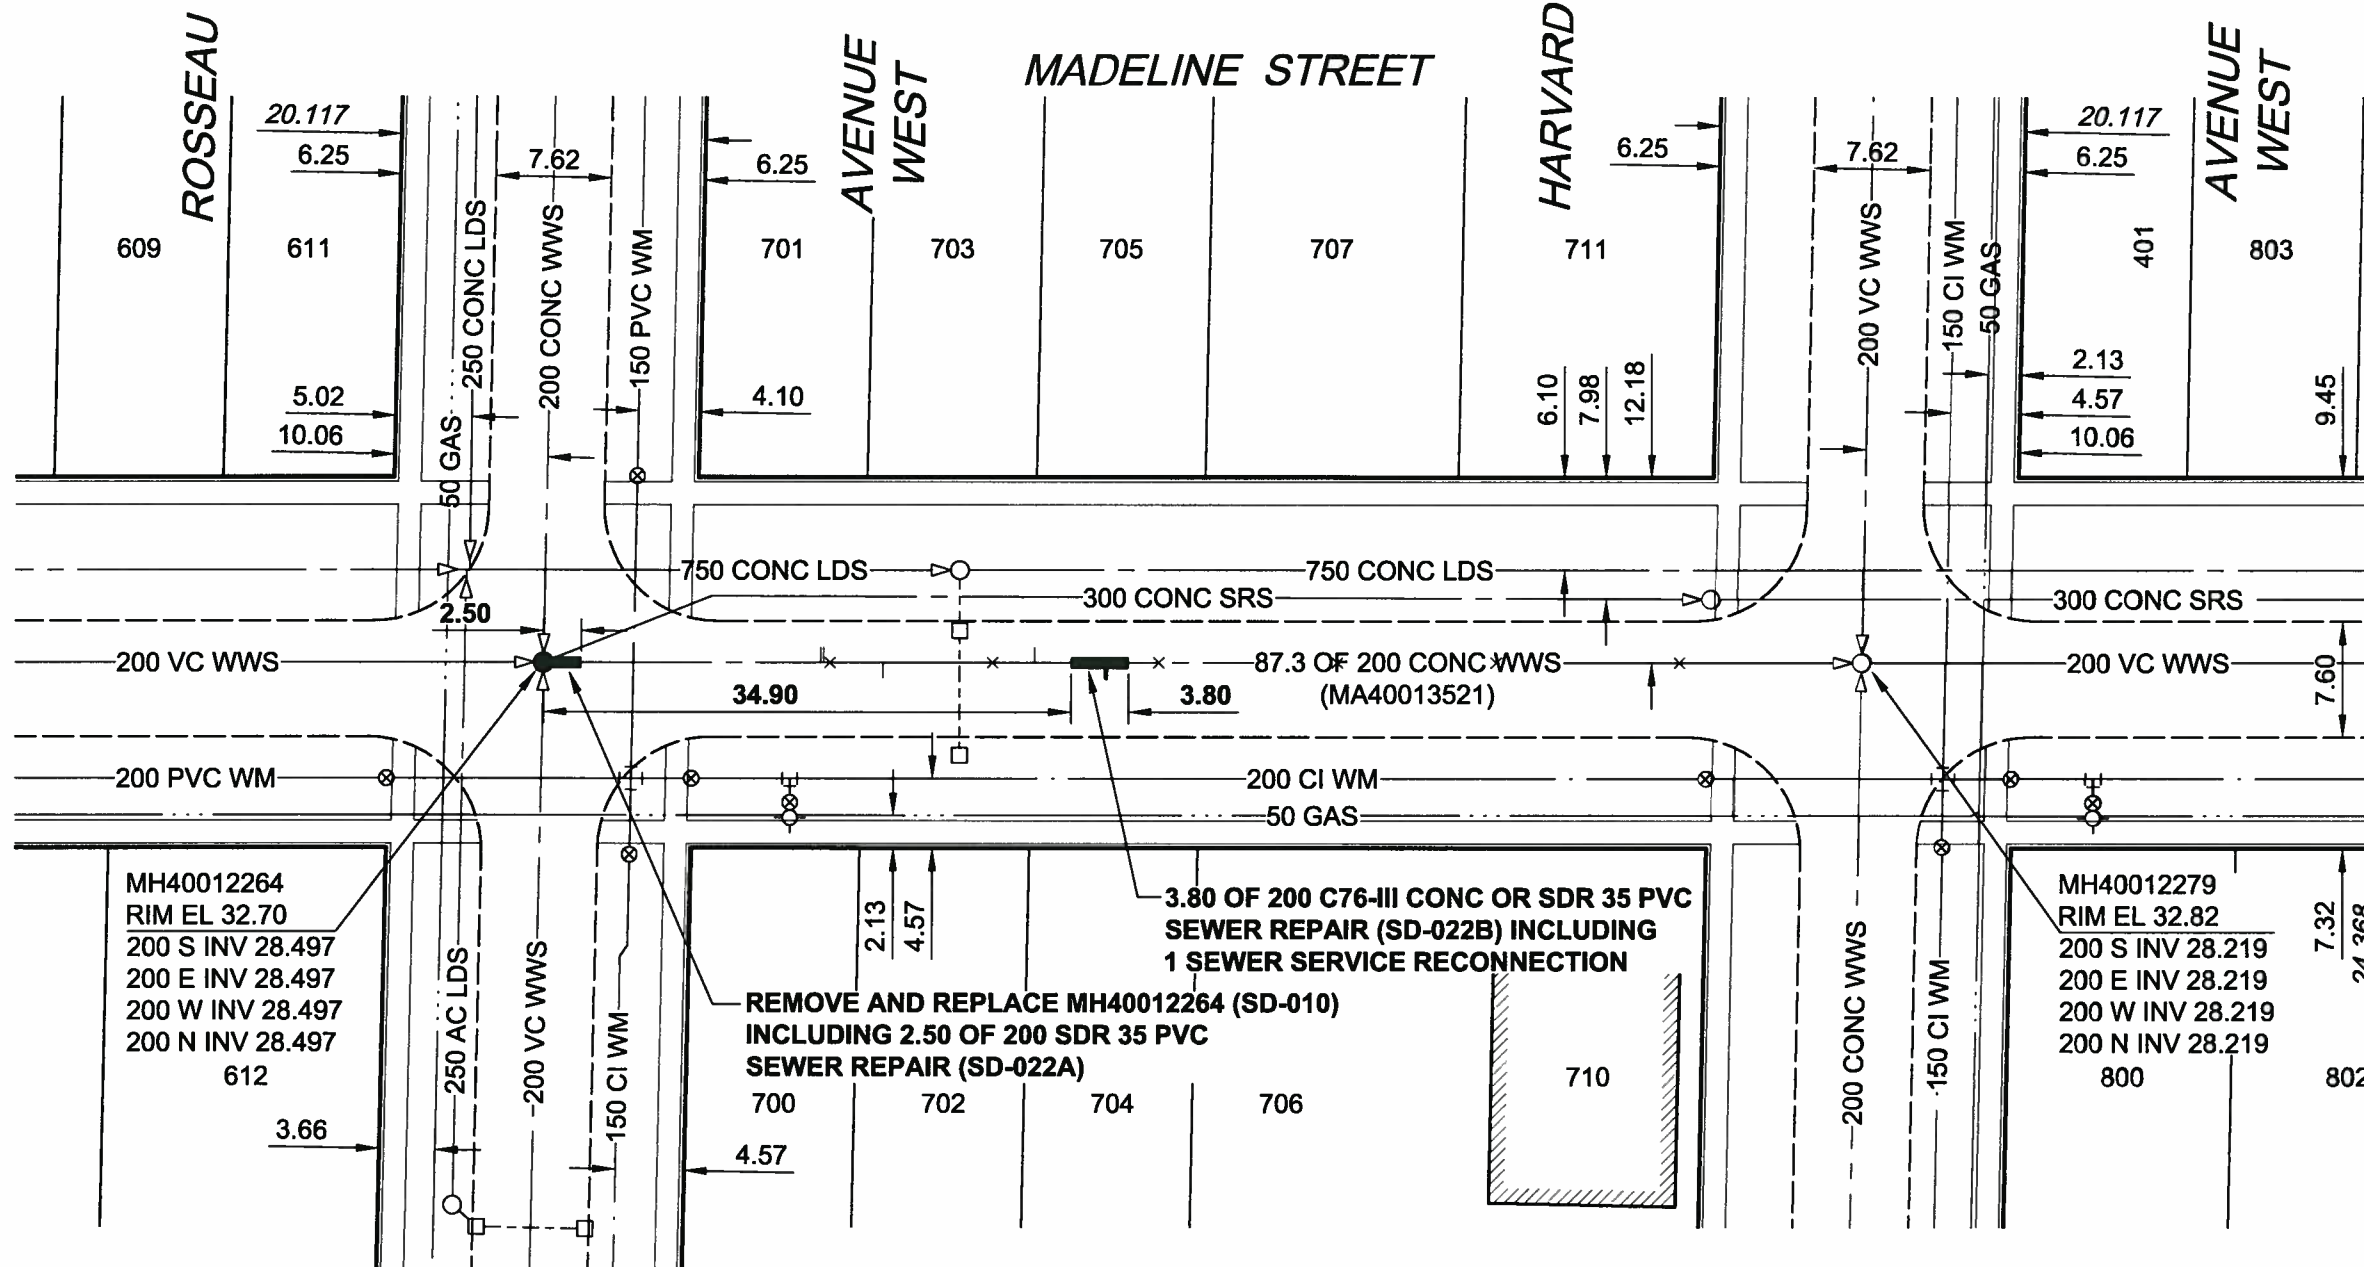 ROSSEAU
AVENUE
WEST
MADELINE STREET
HARVARD
AVENUE
WEST
20.117
6.25
7.62
6.25
6.25
7.62
20.117
6.25
609
611
701
703
705
707
711
401
803
250 CONC LDS
200 CONC WWS
150 PVC WM
50 GAS
200 VC WWS
150 CI WM
50 GAS
5.02
10.06
4.10
6.10
7.98
12.18
2.13
4.57
10.06
9.45
750 CONC LDS
750 CONC LDS
300 CONC SRS
300 CONC SRS
2.50
200 VC WWS
87.3 OF 200 CONC WWS
(MA40013521)
200 VC WWS
34.90
3.80
7.60
200 PVC WM
200 CI WM
50 GAS
MH40012264
RIM EL 32.70
200 S INV 28.497
200 E INV 28.497
200 W INV 28.497
200 N INV 28.497
612
3.66
250 AC LDS
200 VC WWS
150 CI WM
4.57
2.13
4.57
3.80 OF 200 C76-III CONC OR SDR 35 PVC
SEWER REPAIR (SD-022B) INCLUDING
1 SEWER SERVICE RECONNECTION
REMOVE AND REPLACE MH40012264 (SD-010)
INCLUDING 2.50 OF 200 SDR 35 PVC
SEWER REPAIR (SD-022A)
700
702
704
706
710
200 CONC WWS
150 CI WM
MH40012279
RIM EL 32.82
200 S INV 28.219
200 E INV 28.219
200 W INV 28.219
200 N INV 28.219
800
802
7.32